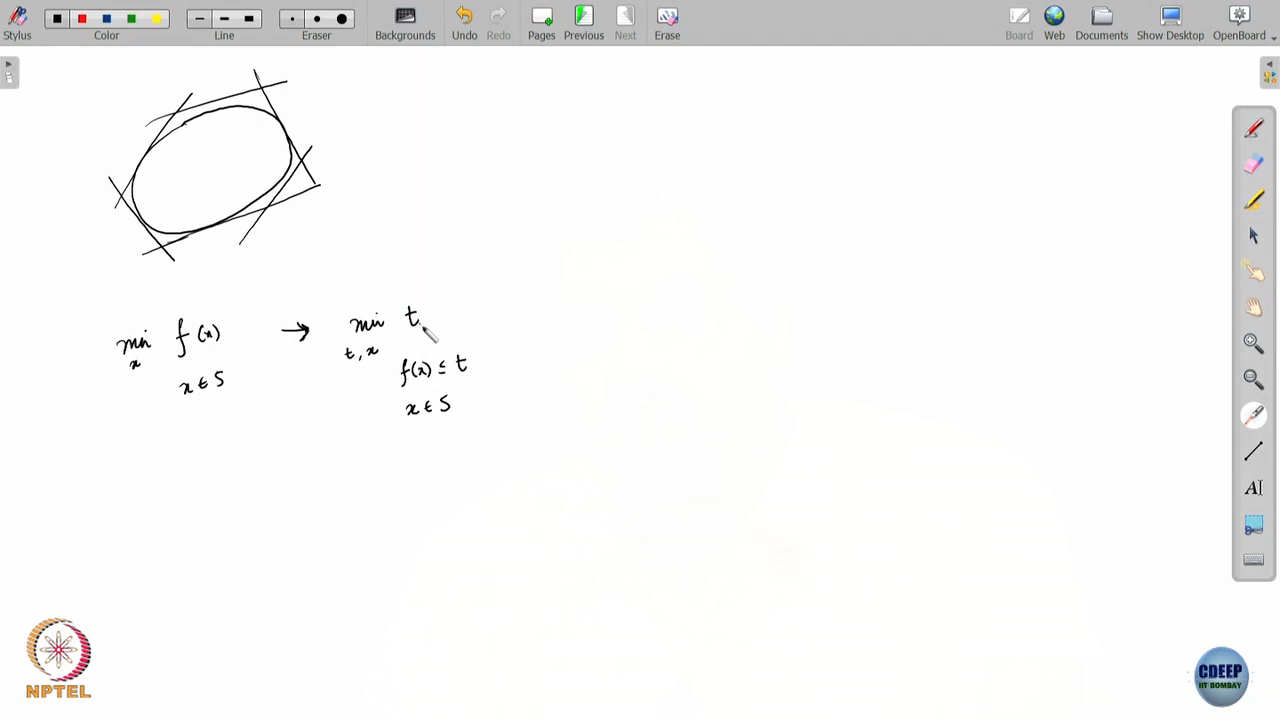 Stylus Color Line Eraser Backgrounds Undo Redo Pages Previous Next Erase Board Web Documents Show Desktop OpenBoard
min f(x) → min t
x t, x
x ∈ S f(x) ≤ t
x ∈ S
AI
NPTEL
CDEEP
IIT BOMBAY